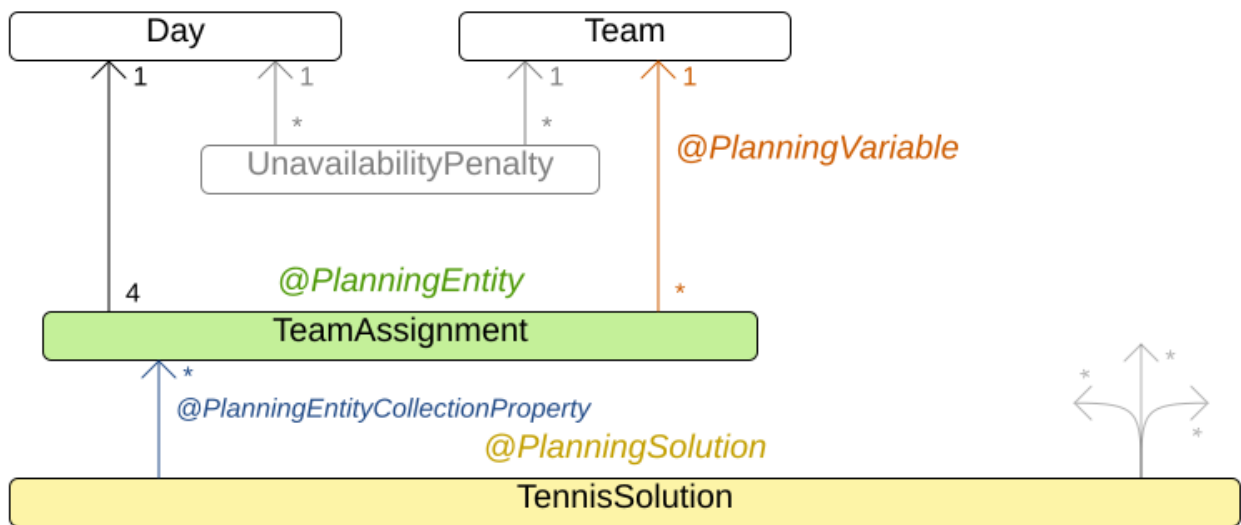 Day
Team
1
1
1
1
*
*
@PlanningVariable
UnavailabilityPenalty
@PlanningEntity
4
*
TeamAssignment
*
*
*
@PlanningEntityCollectionProperty
*
@PlanningSolution
TennisSolution